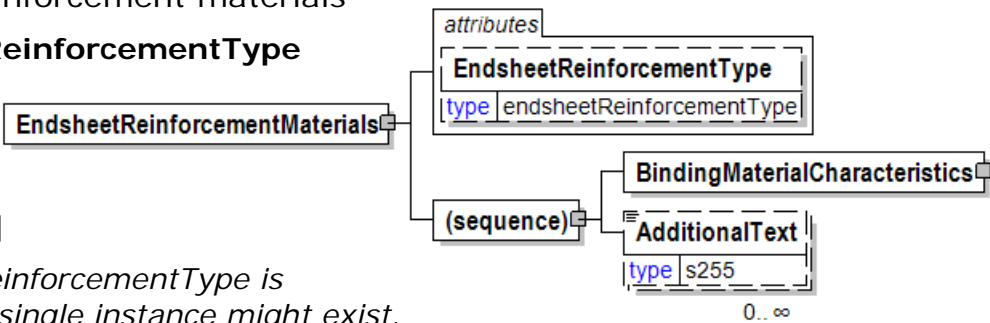 nforcement materials
ReinforcementType
einforcementType is
single instance might exist.
attributes
EndsheetReinforcementType
type endsheetReinforcementType
EndsheetReinforcementMaterials
(sequence)
BindingMaterialCharacteristics
AdditionalText
type s255
0.. ∞